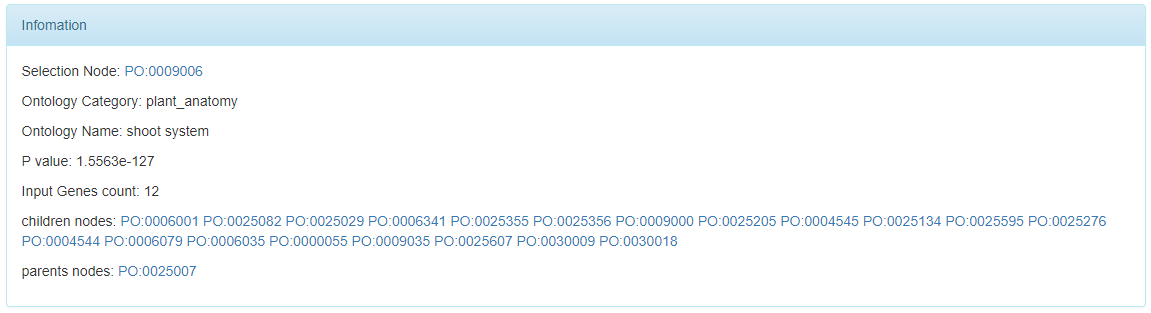 Infomation
Selection Node: PO:0009006
Ontology Category: plant_anatomy
Ontology Name: shoot system
P value: 1.5563e-127
Input Genes count: 12
children nodes: PO:0006001 PO:0025082 PO:0025029 PO:0006341 PO:0025355 PO:0025356 PO:0009000 PO:0025205 PO:0004545 PO:0025134 PO:0025595 PO:0025276
PO:0004544 PO:0006079 PO:0006035 PO:0000055 PO:0009035 PO:0025607 PO:0030009 PO:0030018
parents nodes: PO:0025007